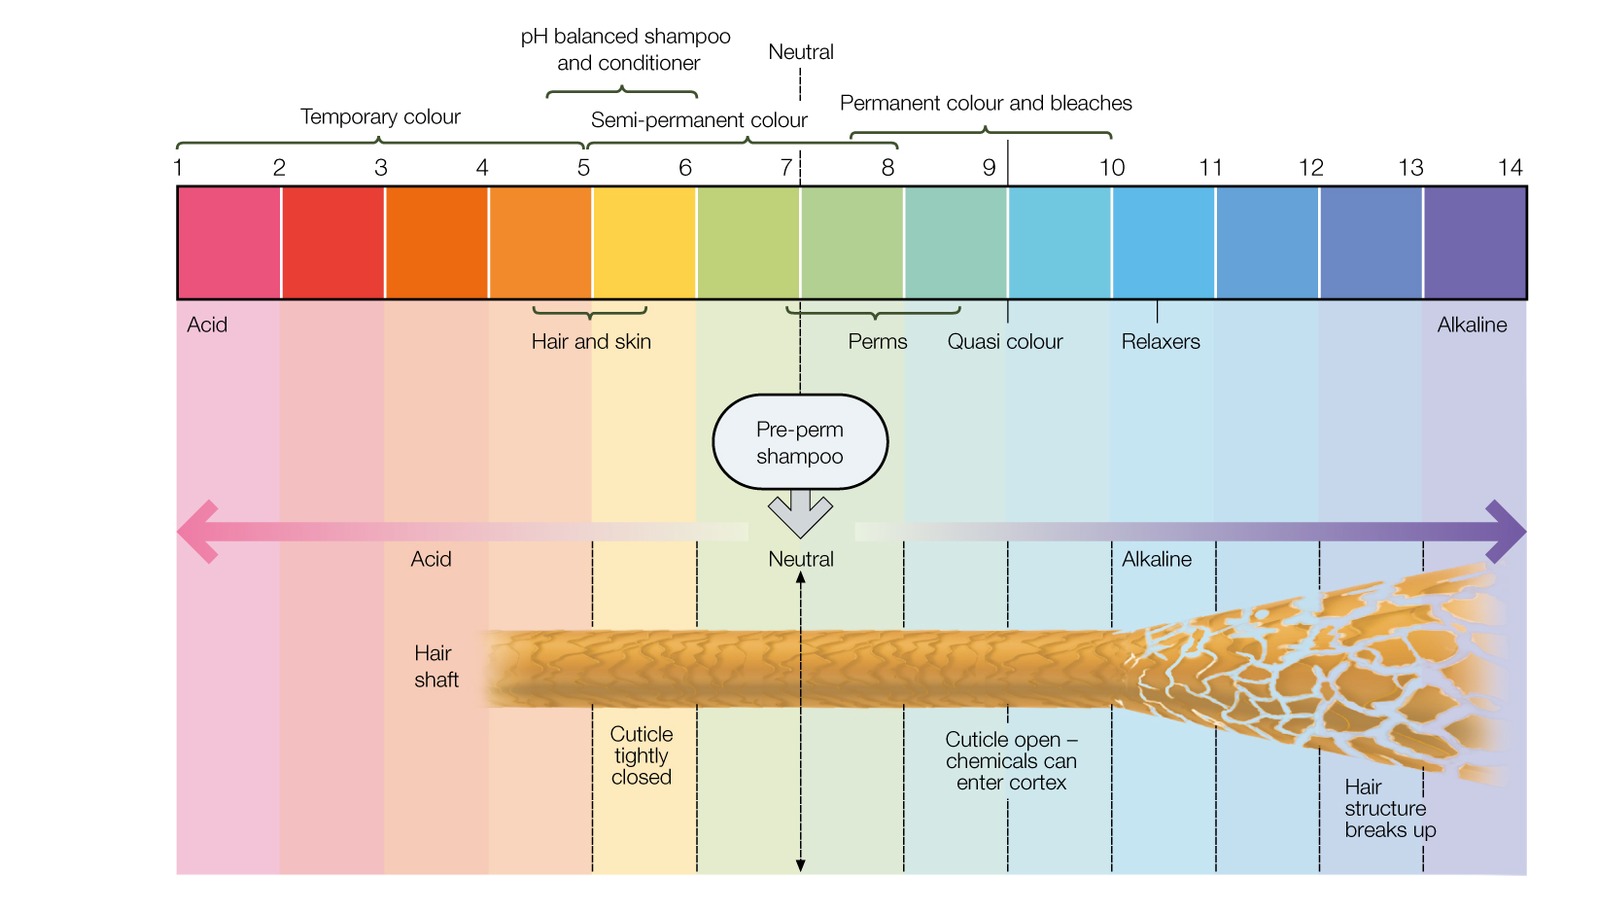 pH balanced shampoo
and conditioner
Neutral
Temporary colour
Semi-permanent colour
Permanent colour and bleaches
1 2 3 4 5 6 7 8 9 10 11 12 13 14
Acid
Alkaline
Hair and skin
Perms
Quasi colour
Relaxers
Pre-perm
shampoo
Acid
Neutral
Alkaline
Hair
shaft
Cuticle
tightly
closed
Cuticle open –
chemicals can
enter cortex
Hair
structure
breaks up